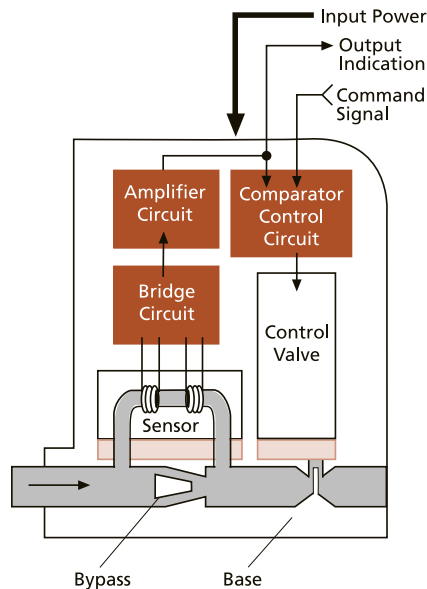 Input Power
Output
Indication
Command
Signal
Amplifier
Circuit
Comparator
Control
Circuit
Bridge
Circuit
Control
Valve
Sensor
Bypass
Base